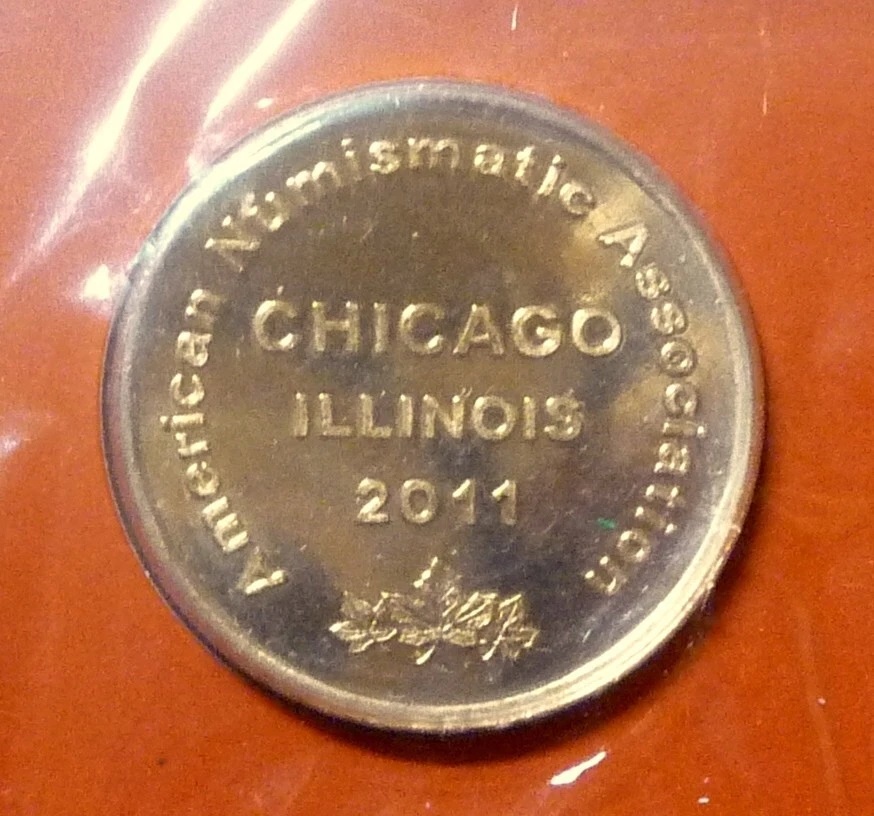 American Numismatic Association
CHICAGO
ILLINOIS
2011